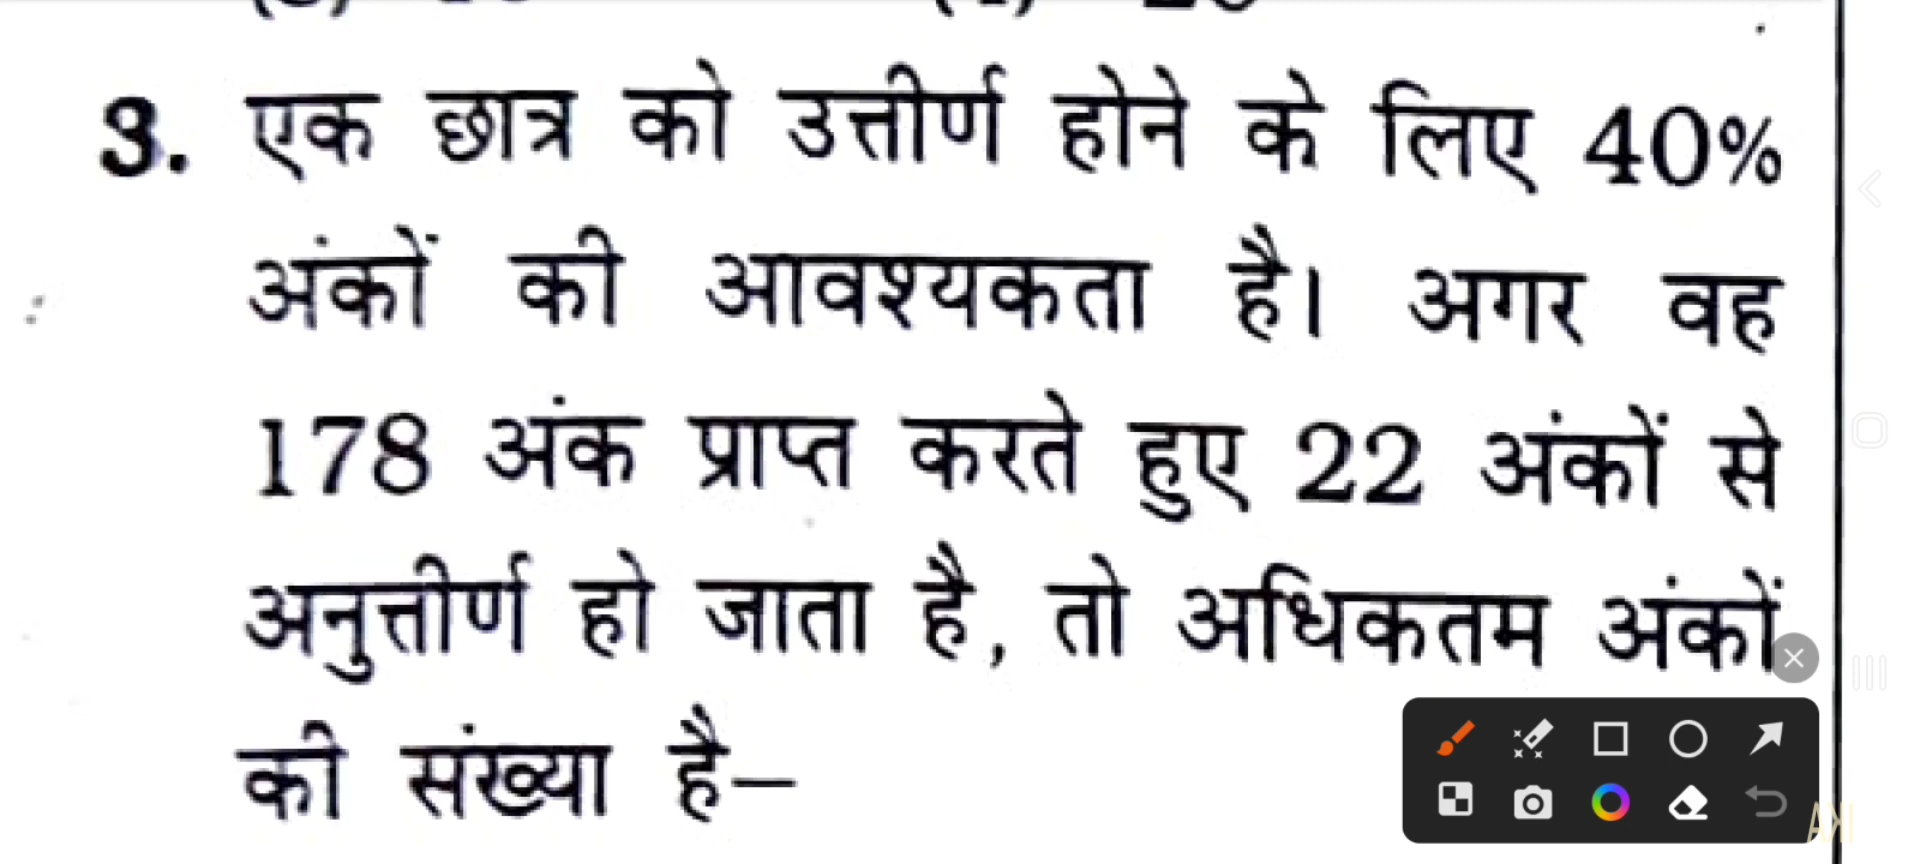 3. एक छात्र को उत्तीर्ण होने के लिए 40%
अंकों की आवश्यकता है। अगर वह
178 अंक प्राप्त करते हुए 22 अंकों से
अनुत्तीर्ण हो जाता है, तो अधिकतम अंकों
की संख्या है—